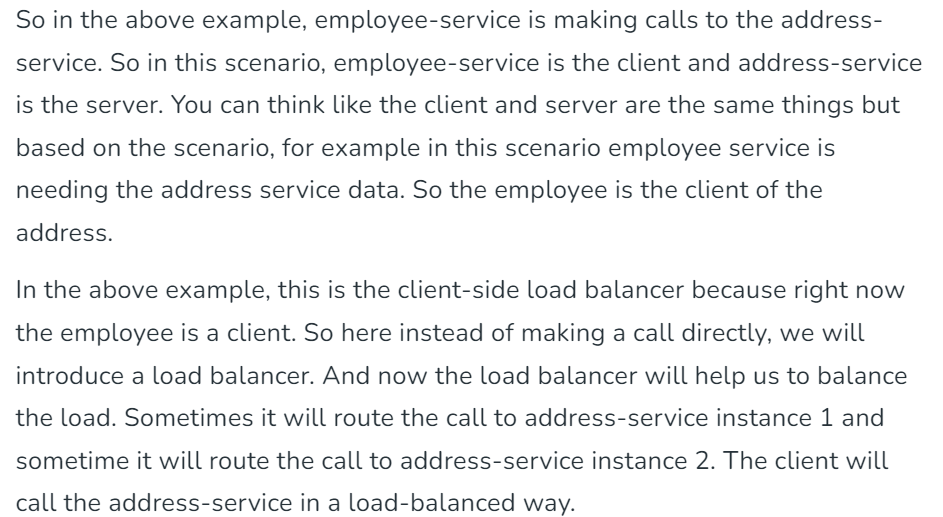 So in the above example, employee-service is making calls to the address-
service. So in this scenario, employee-service is the client and address-service
is the server. You can think like the client and server are the same things but
based on the scenario, for example in this scenario employee service is
needing the address service data. So the employee is the client of the
address.
In the above example, this is the client-side load balancer because right now
the employee is a client. So here instead of making a call directly, we will
introduce a load balancer. And now the load balancer will help us to balance
the load. Sometimes it will route the call to address-service instance 1 and
sometime it will route the call to address-service instance 2. The client will
call the address-service in a load-balanced way.